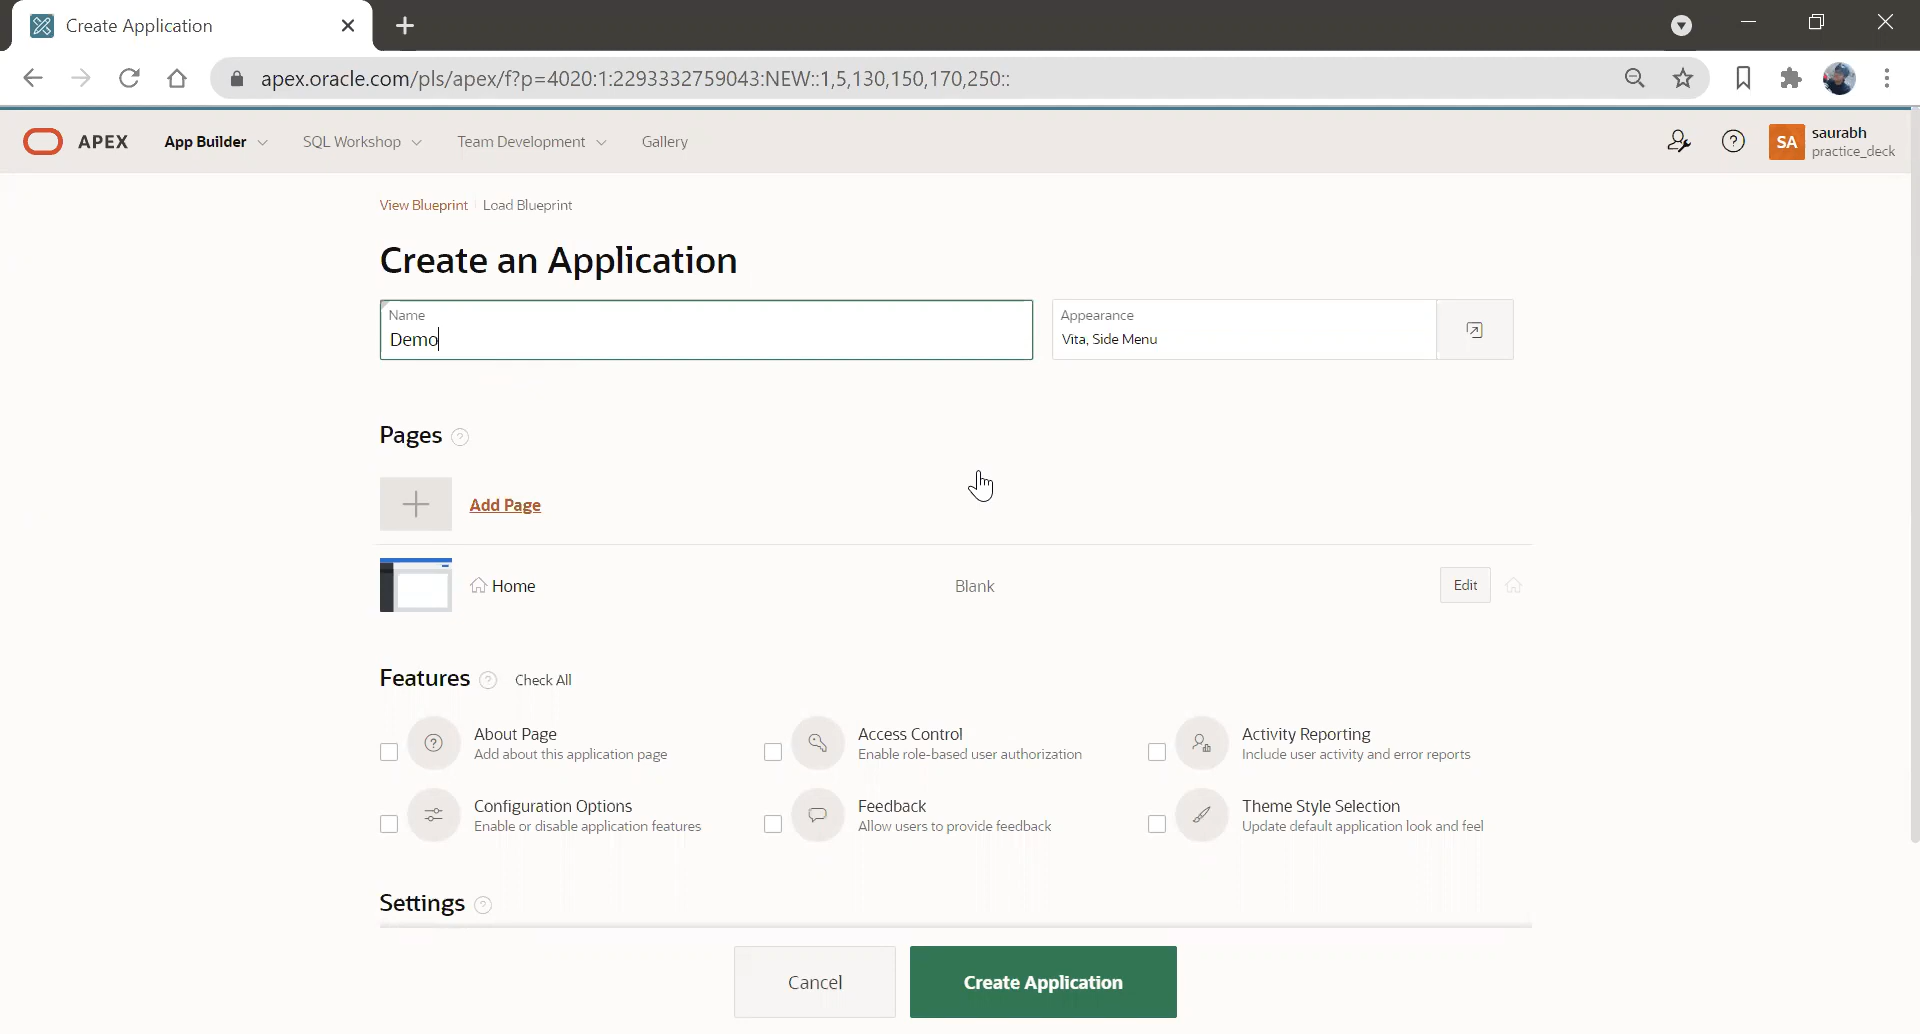 Create Application
apex.oracle.com/pls/apex/f?p=4020:1:2293332759043:NEW::1,5,130,150,170,250::
APEX App Builder SQL Workshop Team Development Gallery
SA saurabh
practice_deck
View Blueprint Load Blueprint
Create an Application
Name
Demo
Appearance
Vita, Side Menu
Pages ?
Add Page
Home Blank Edit
Features ? Check All
About Page
Add about this application page
Access Control
Enable role-based user authorization
Activity Reporting
Include user activity and error reports
Configuration Options
Enable or disable application features
Feedback
Allow users to provide feedback
Theme Style Selection
Update default application look and feel
Settings ?
Cancel Create Application